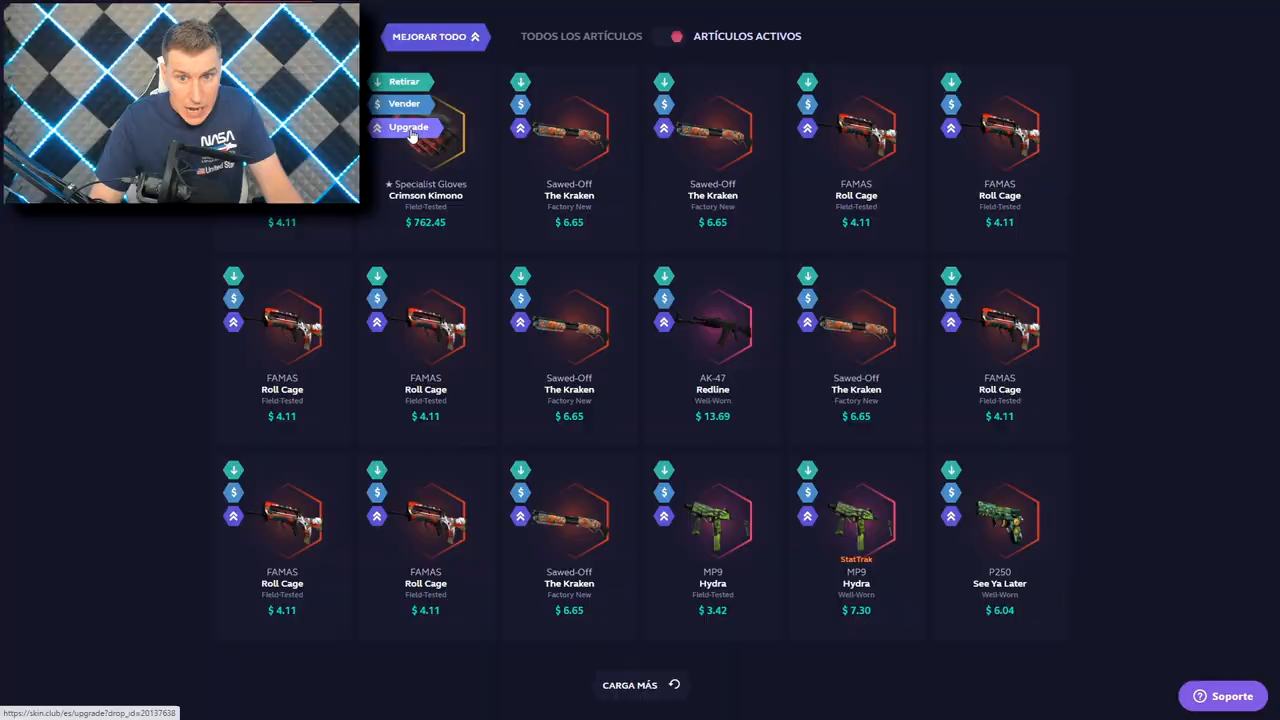 MEJORAR TODO
TODOS LOS ARTÍCULOS
ARTÍCULOS ACTIVOS
NASA
United Stat
Retirar
$ Vender
Upgrade
$ 4.11
★ Specialist Gloves
Crimson Kimono
Field-Tested
$ 762.45
$
Sawed-Off
The Kraken
Factory New
$ 6.65
$
Sawed-Off
The Kraken
Factory New
$ 6.65
$
FAMAS
Roll Cage
Field-Tested
$ 4.11
$
FAMAS
Roll Cage
Field-Tested
$ 4.11
$
FAMAS
Roll Cage
Field-Tested
$ 4.11
$
FAMAS
Roll Cage
Field-Tested
$ 4.11
$
Sawed-Off
The Kraken
Factory New
$ 6.65
$
AK-47
Redline
Well-Worn
$ 13.69
$
Sawed-Off
The Kraken
Factory New
$ 6.65
$
FAMAS
Roll Cage
Field-Tested
$ 4.11
$
FAMAS
Roll Cage
Field-Tested
$ 4.11
$
FAMAS
Roll Cage
Field-Tested
$ 4.11
$
Sawed-Off
The Kraken
Factory New
$ 6.65
$
MP9
Hydra
Field-Tested
$ 3.42
$
StatTrak
MP9
Hydra
Well-Worn
$ 7.30
$
P250
See Ya Later
Well-Worn
$ 6.04
CARGA MÁS
Soporte
https://skin.club/es/upgrade?drop_id=20137638